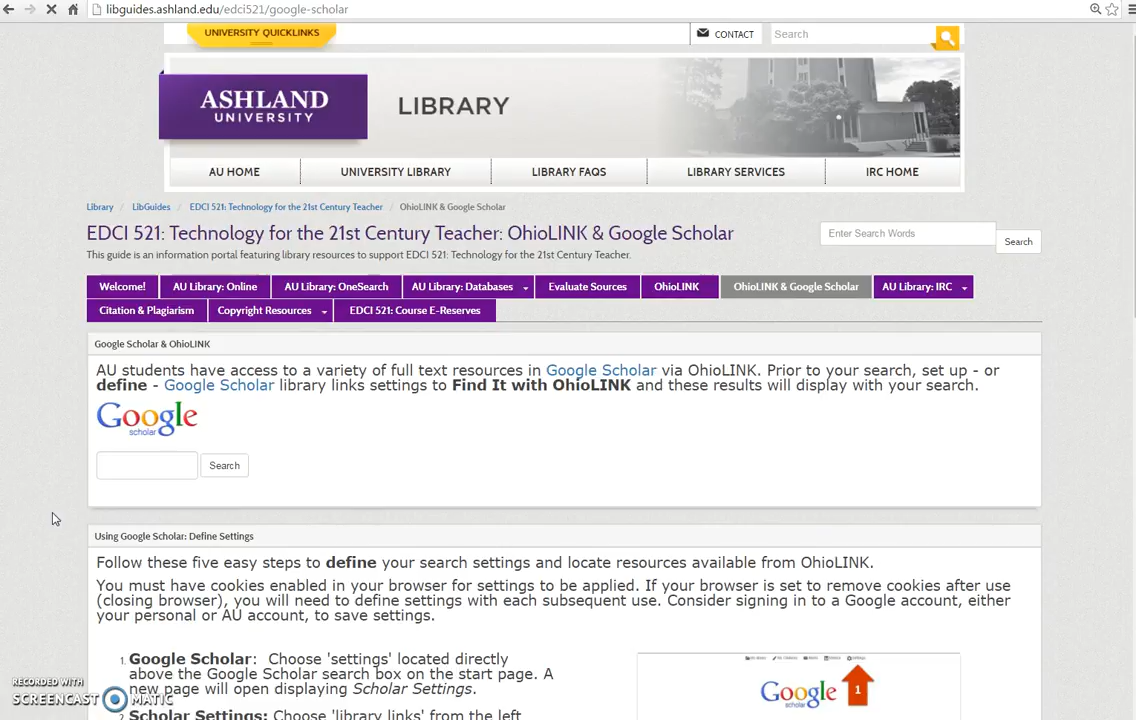 libguides.ashland.edu/edci521/google-scholar
UNIVERSITY QUICKLINKS
CONTACT
Search
ASHLAND
UNIVERSITY
LIBRARY
AU HOME
UNIVERSITY LIBRARY
LIBRARY FAQS
LIBRARY SERVICES
IRC HOME
Library / LibGuides / EDCI 521: Technology for the 21st Century Teacher / OhioLINK & Google Scholar
EDCI 521: Technology for the 21st Century Teacher: OhioLINK & Google Scholar
Enter Search Words
Search
This guide is an information portal featuring library resources to support EDCI 521: Technology for the 21st Century Teacher.
Welcome!
AU Library: Online
AU Library: OneSearch
AU Library: Databases
Evaluate Sources
OhioLINK
OhioLINK & Google Scholar
AU Library: IRC
Citation & Plagiarism
Copyright Resources
EDCI 521: Course E-Reserves
Google Scholar & OhioLINK
AU students have access to a variety of full text resources in Google Scholar via OhioLINK. Prior to your search, set up - or
define - Google Scholar library links settings to Find It with OhioLINK and these results will display with your search.
Google
scholar
Search
Using Google Scholar: Define Settings
Follow these five easy steps to define your search settings and locate resources available from OhioLINK.
You must have cookies enabled in your browser for settings to be applied. If your browser is set to remove cookies after use
(closing browser), you will need to define settings with each subsequent use. Consider signing in to a Google account, either
your personal or AU account, to save settings.
1. Google Scholar: Choose 'settings' located directly
above the Google Scholar search box on the start page. A
new page will open displaying Scholar Settings.
2. Scholar Settings: Choose 'library links' from the left
Google
scholar
1
RECORDED WITH
SCREENCAST MATIC